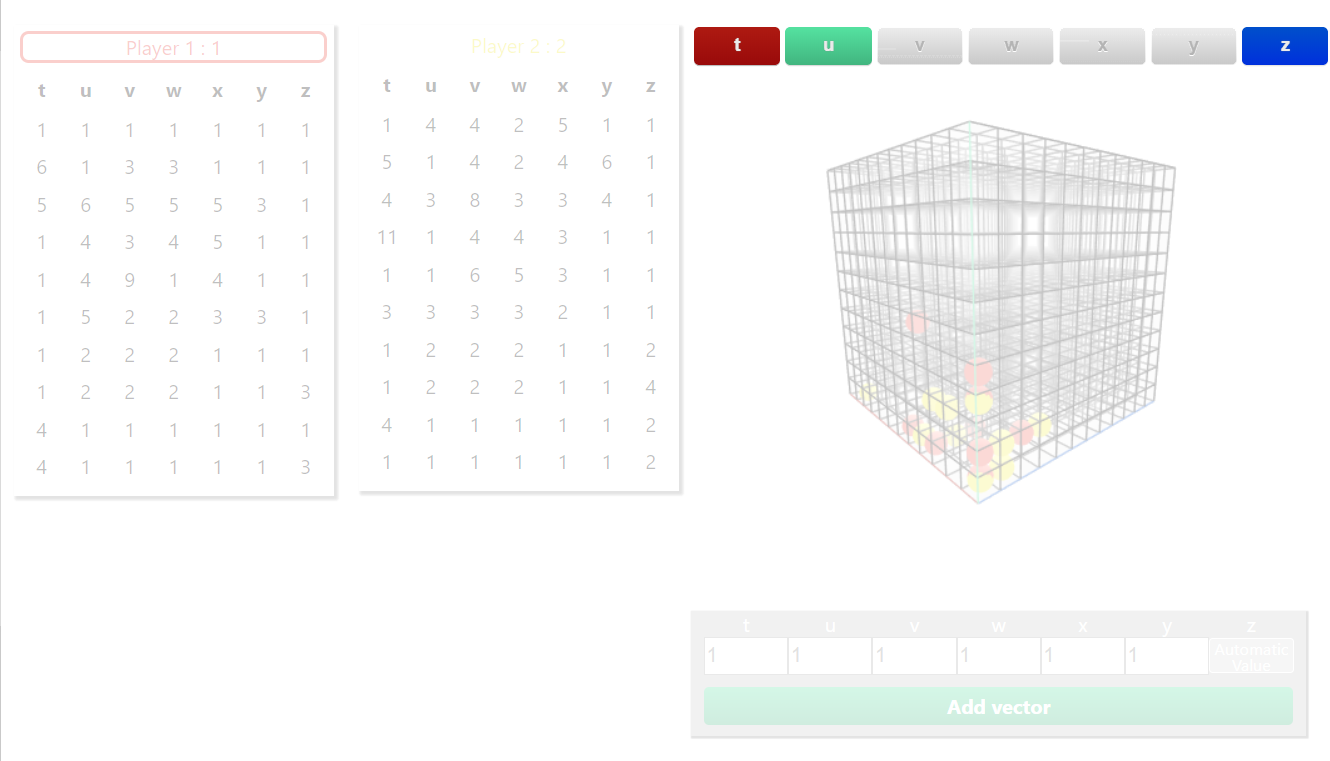 Player 1 : 1
t u v w x y z
1 1 1 1 1 1 1
6 1 3 3 1 1 1
5 6 5 5 5 3 1
1 4 3 4 5 1 1
1 4 9 1 4 1 1
1 5 2 2 3 3 1
1 2 2 2 1 1 1
1 2 2 2 1 1 3
4 1 1 1 1 1 1
4 1 1 1 1 1 3
Player 2 : 2
t u v w x y z
1 4 4 2 5 1 1
5 1 4 2 4 6 1
4 3 8 3 3 4 1
11 1 4 4 3 1 1
1 1 6 5 3 1 1
3 3 3 3 2 1 1
1 2 2 2 1 1 2
1 2 2 2 1 1 4
4 1 1 1 1 1 2
1 1 1 1 1 1 2
t u v w x y z
t u v w x y z
1 1 1 1 1 1 Automatic
Value
Add vector